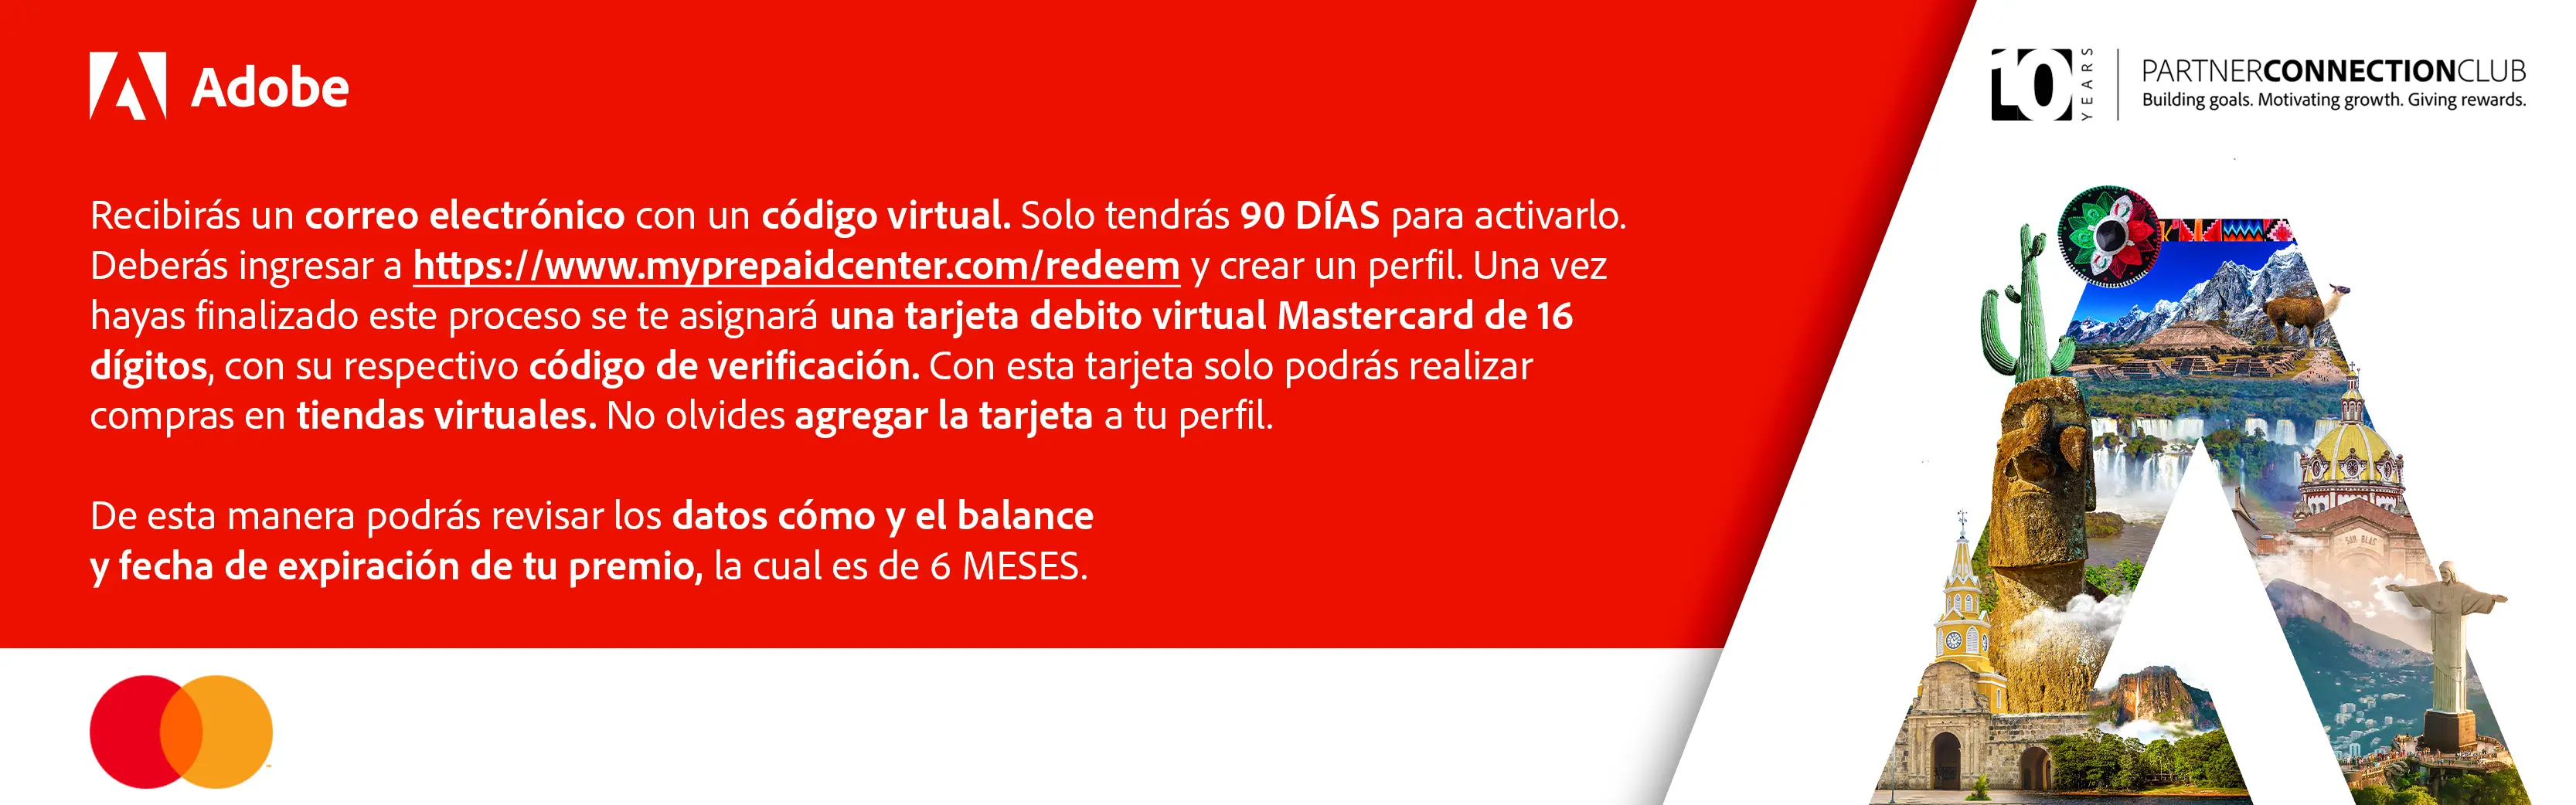 Adobe
10 YEARS
PARTNERCONNECTIONCLUB
Building goals. Motivating growth. Giving rewards.
Recibirás un correo electrónico con un código virtual. Solo tendrás 90 DÍAS para activarlo.
Deberás ingresar a https://www.myprepaidcenter.com/redeem y crear un perfil. Una vez
hayas finalizado este proceso se te asignará una tarjeta debito virtual Mastercard de 16
dígitos, con su respectivo código de verificación. Con esta tarjeta solo podrás realizar
compras en tiendas virtuales. No olvides agregar la tarjeta a tu perfil.
De esta manera podrás revisar los datos cómo y el balance
y fecha de expiración de tu premio, la cual es de 6 MESES.
SAN BLAS